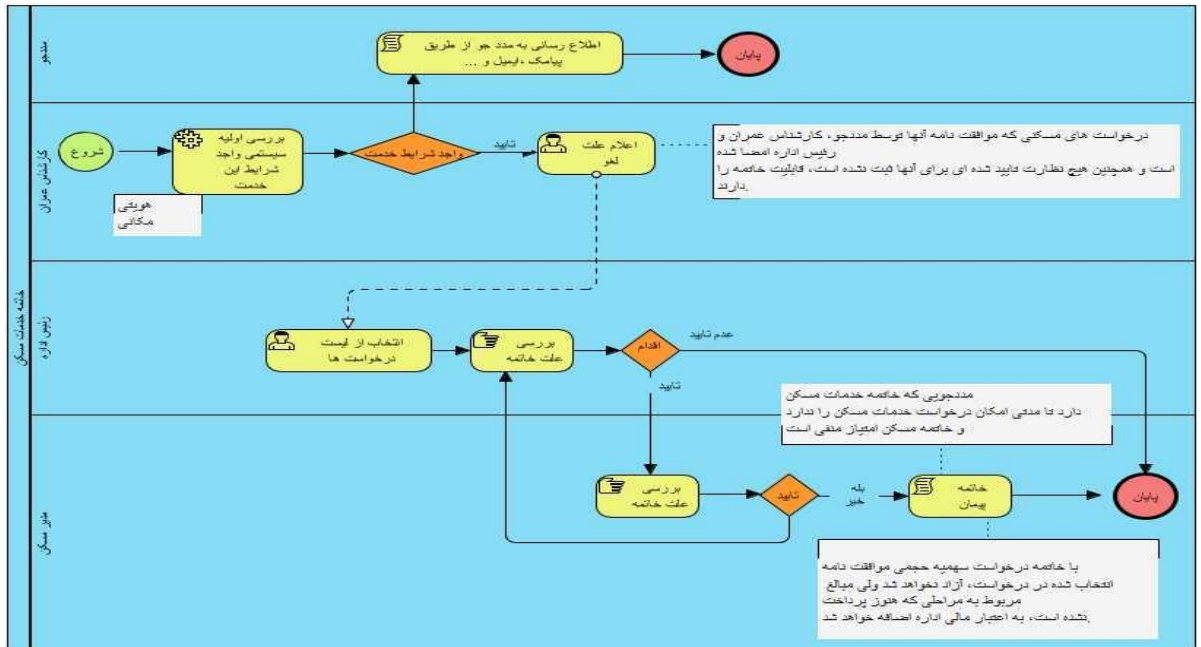 خاتمه خدمات مسکن
مددجو
اطلاع رسانی به مدد جو از طریق
پیامک ،ایمیل و ...
پایان
کارشناس عمران
شروع
بررسی اولیه
سیستمی واجد
شرایط این
خدمت
هویتی
مکانی
واجد شرایط خدمت
تایید
اعلام علت
لغو
درخواست های مسکنی که موافقت نامه آنها توسط مددجو، کارشناس عمران و
رئیس اداره امضا شده
است و همچنین هیچ نظارت تایید شده ای برای آنها ثبت نشده است، قابلیت خاتمه را
دارند.
رئیس اداره
انتخاب از لیست
درخواست ها
بررسی
علت خاتمه
اقدام
عدم تایید
تایید
مددجویی که خاتمه خدمات مسکن
دارد تا مدتی امکان درخواست خدمات مسکن را ندارد
و خاتمه مسکن امتیاز منفی است
مدیر مسکن
بررسی
علت خاتمه
تایید
بله
خیر
خاتمه
پیمان
پایان
با خاتمه درخواست سهمیه حجمی موافقت نامه
انتخاب شده در درخواست، آزاد نخواهد شد ولی مبالغ
مربوط به مراحلی که هنوز پرداخت
نشده است، به اعتبار مالی اداره اضافه خواهد شد.